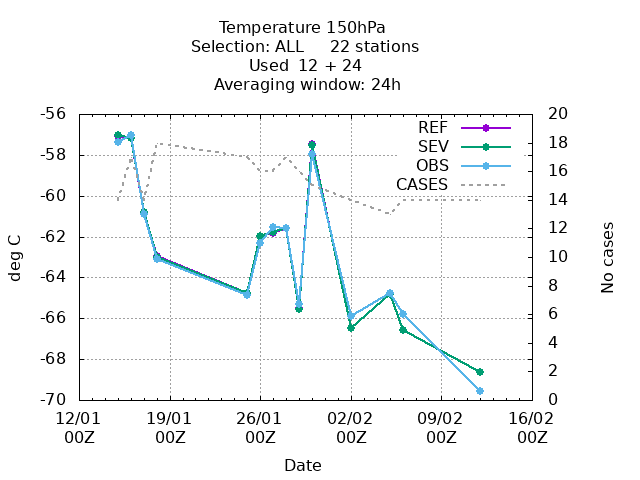 Temperature 150hPa
Selection: ALL 22 stations
Used 12 + 24
Averaging window: 24h
-56 20
REF 18
-58 SEV
OBS 16
CASES
-60 14
-62 12
deg C 10 No cases
-64 8
-66 6
4
-68 2
-70 0
12/01 19/01 26/01 02/02 09/02 16/02
00Z 00Z 00Z 00Z 00Z 00Z
Date